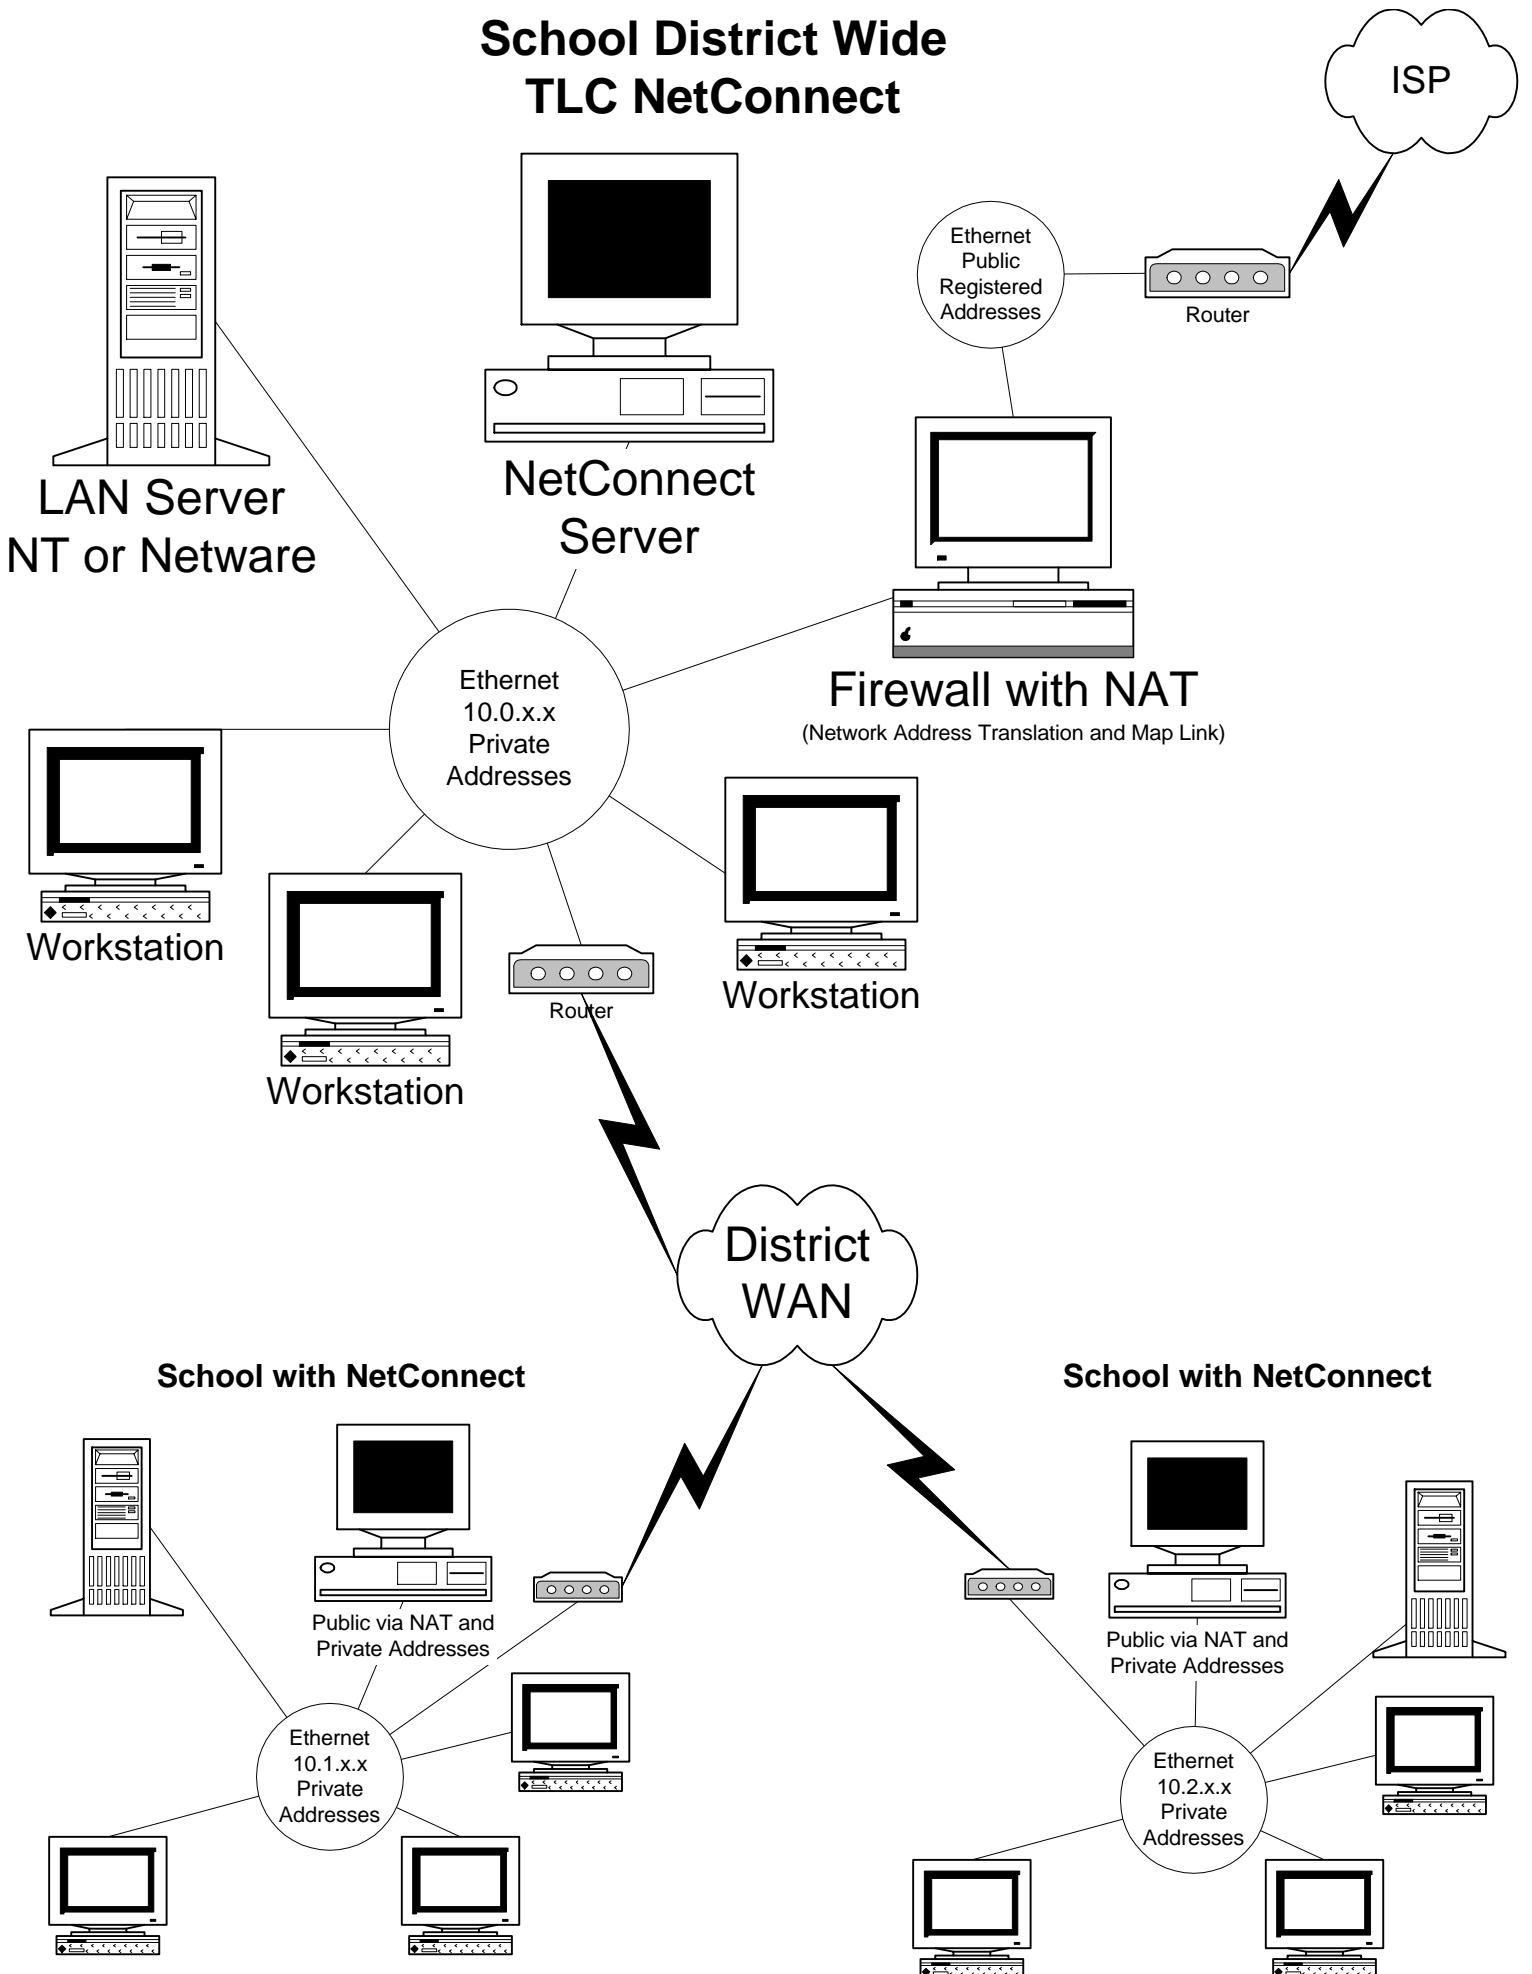 School District Wide
TLC NetConnect
ISP
Ethernet
Public
Registered
Addresses
Router
LAN Server
NT or Netware
NetConnect
Server
Firewall with NAT
(Network Address Translation and Map Link)
Ethernet
10.0.x.x
Private
Addresses
Workstation
Workstation
Router
Workstation
District
WAN
School with NetConnect
School with NetConnect
Public via NAT and
Private Addresses
Public via NAT and
Private Addresses
Ethernet
10.1.x.x
Private
Addresses
Ethernet
10.2.x.x
Private
Addresses